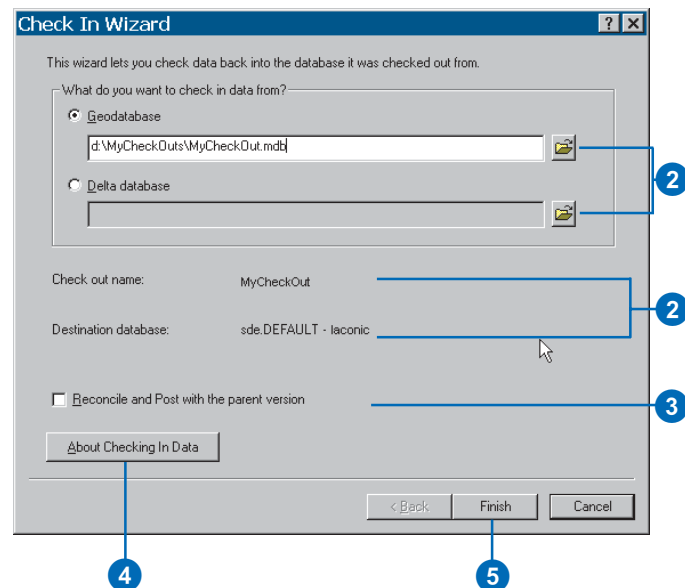 Check In Wizard
This wizard lets you check data back into the database it was checked out from.
What do you want to check in data from?
Geodatabase
d:\MyCheckOuts\MyCheckOut.mdb
2
Delta database
Check out name: MyCheckOut
2
Destination database: sde.DEFAULT - laconic
Reconcile and Post with the parent version
3
About Checking In Data
< Back Finish Cancel
4 5